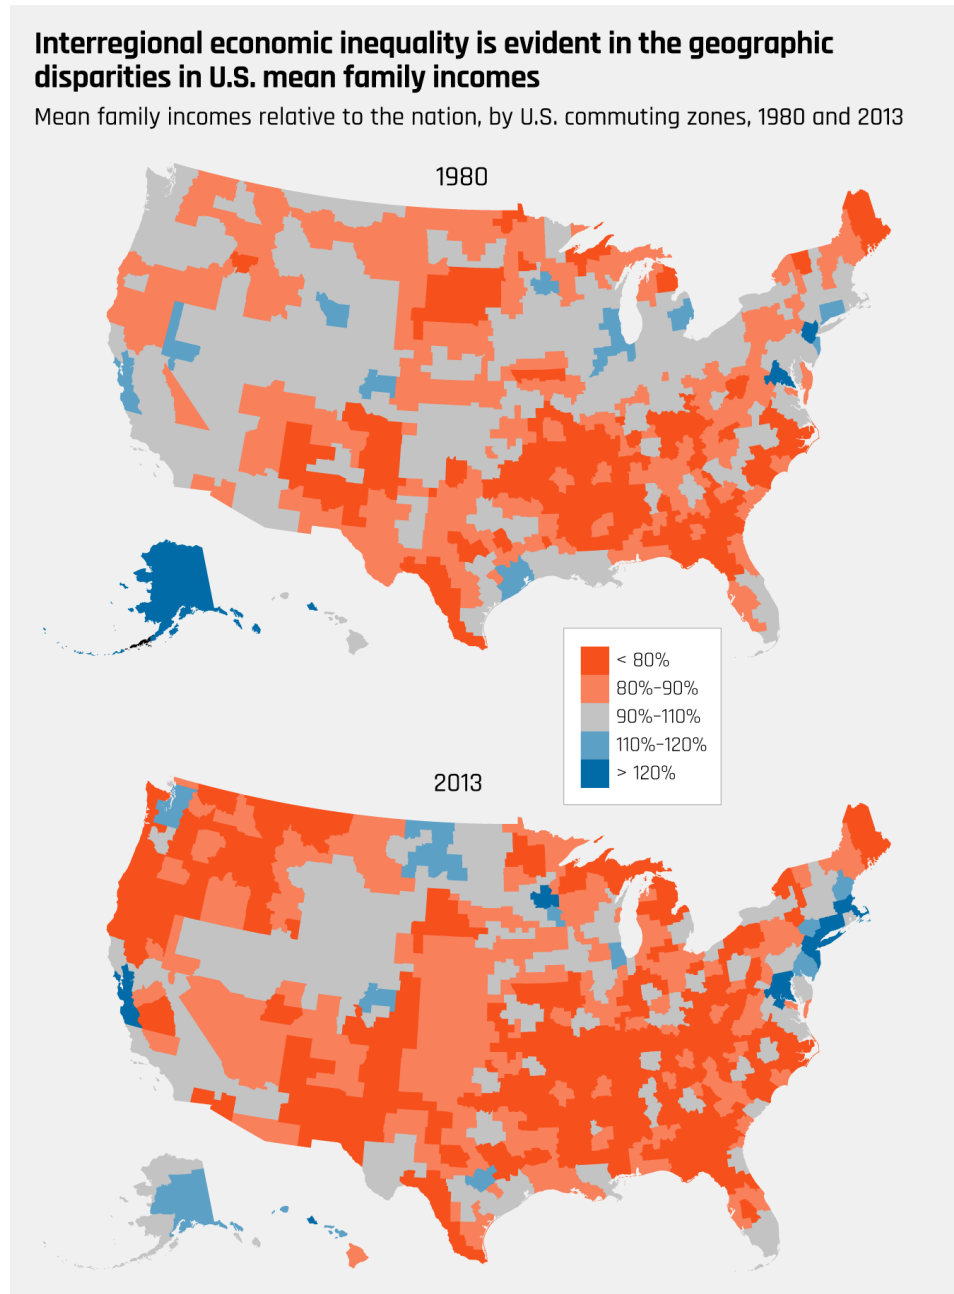 Interregional economic inequality is evident in the geographic
disparities in U.S. mean family incomes
Mean family incomes relative to the nation, by U.S. commuting zones, 1980 and 2013
1980
< 80%
80%–90%
90%–110%
110%–120%
> 120%
2013